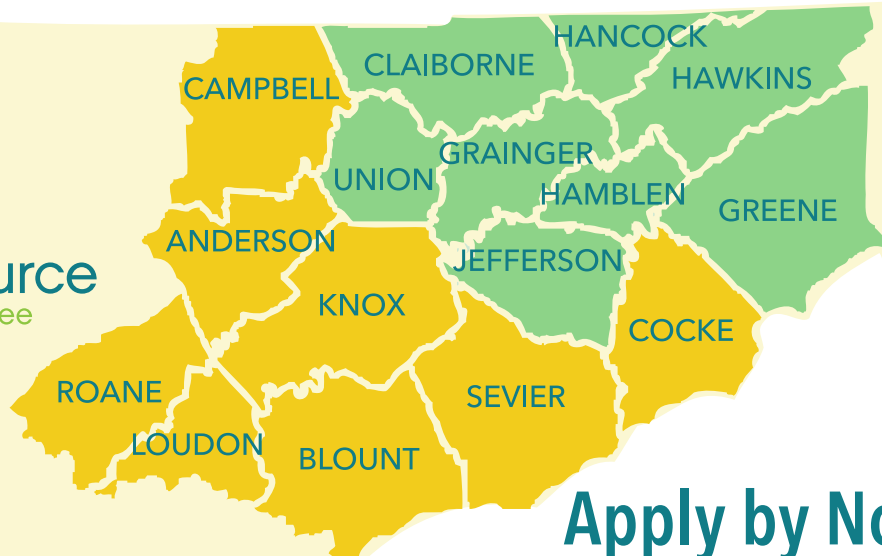 HANCOCK
CLAIBORNE
HAWKINS
CAMPBELL
GRAINGER
UNION
HAMBLEN
GREENE
ANDERSON
JEFFERSON
urce
ee
KNOX
COCKE
ROANE
SEVIER
LOUDON
BLOUNT
Apply by No